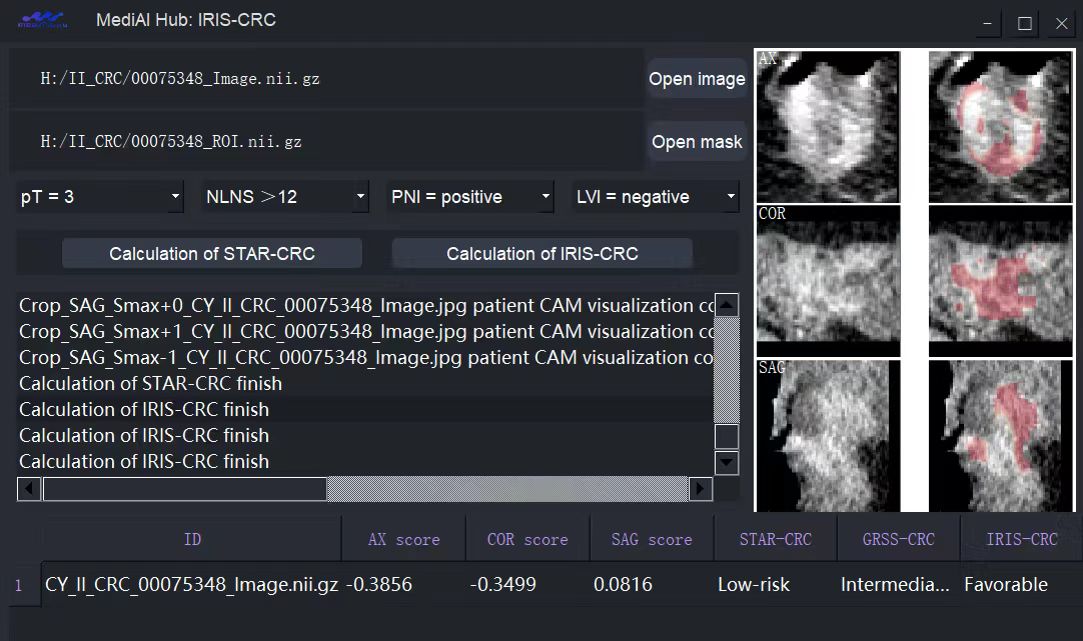 MediAI Hub: IRIS-CRC
H:/II_CRC/00075348_Image.nii.gz
Open image
H:/II_CRC/00075348_ROI.nii.gz
Open mask
pT = 3
NLNS ＞12
PNI = positive
LVI = negative
Calculation of STAR-CRC
Calculation of IRIS-CRC
Crop_SAG_Smax+0_CY_II_CRC_00075348_Image.jpg patient CAM visualization cc
Crop_SAG_Smax+1_CY_II_CRC_00075348_Image.jpg patient CAM visualization cc
Crop_SAG_Smax-1_CY_II_CRC_00075348_Image.jpg patient CAM visualization co
Calculation of STAR-CRC finish
Calculation of IRIS-CRC finish
Calculation of IRIS-CRC finish
Calculation of IRIS-CRC finish
AX
COR
SAG
ID AX score COR score SAG score STAR-CRC GRSS-CRC IRIS-CRC
1 CY_II_CRC_00075348_Image.nii.gz -0.3856 -0.3499 0.0816 Low-risk Intermedia... Favorable